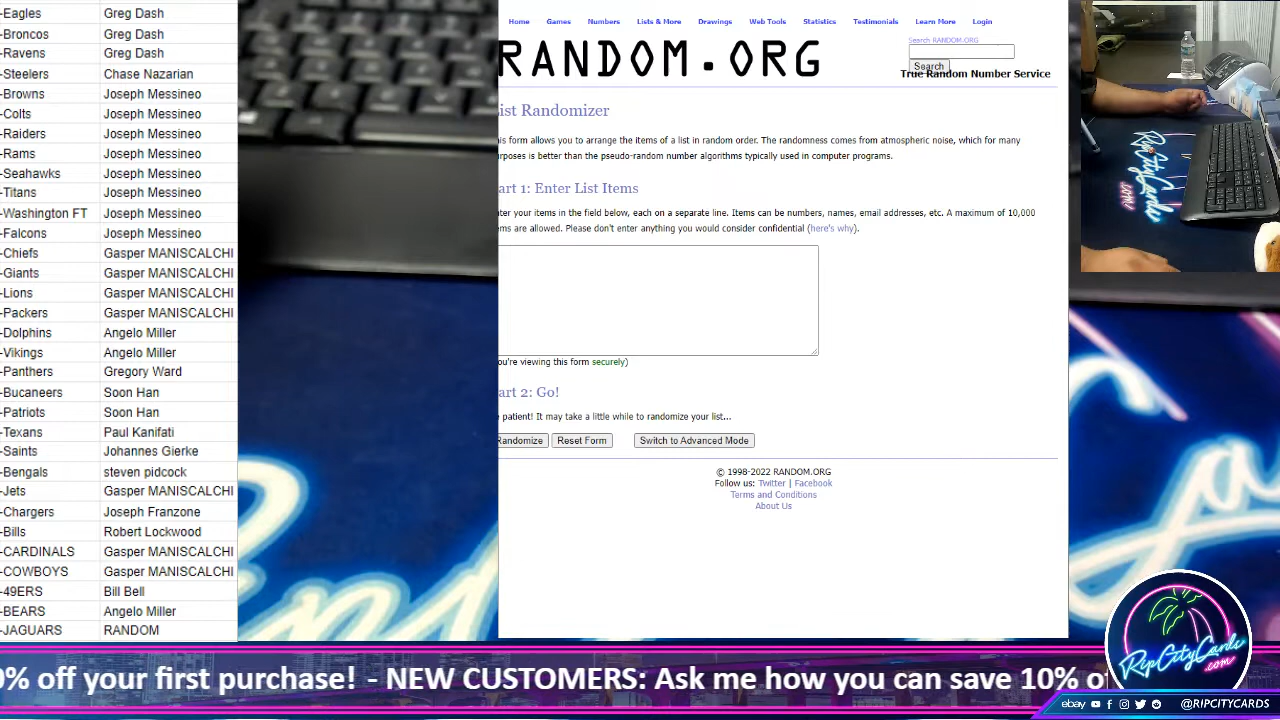 -Eagles Greg Dash
-Broncos Greg Dash
-Ravens Greg Dash
-Steelers Chase Nazarian
-Browns Joseph Messineo
-Colts Joseph Messineo
-Raiders Joseph Messineo
-Rams Joseph Messineo
-Seahawks Joseph Messineo
-Titans Joseph Messineo
-Washington FT Joseph Messineo
-Falcons Joseph Messineo
-Chiefs Gasper MANISCALCHI
-Giants Gasper MANISCALCHI
-Lions Gasper MANISCALCHI
-Packers Gasper MANISCALCHI
-Dolphins Angelo Miller
-Vikings Angelo Miller
-Panthers Gregory Ward
-Bucaneers Soon Han
-Patriots Soon Han
-Texans Paul Kanifati
-Saints Johannes Gierke
-Bengals steven pidcock
-Jets Gasper MANISCALCHI
-Chargers Joseph Franzone
-Bills Robert Lockwood
-CARDINALS Gasper MANISCALCHI
-COWBOYS Gasper MANISCALCHI
-49ERS Bill Bell
-BEARS Angelo Miller
-JAGUARS RANDOM
Home Games Numbers Lists & More Drawings Web Tools Statistics Testimonials Learn More Login
RANDOM.ORG
Search RANDOM.ORG
Search
True Random Number Service
ist Randomizer
is form allows you to arrange the items of a list in random order. The randomness comes from atmospheric noise, which for many
rposes is better than the pseudo-random number algorithms typically used in computer programs.
art 1: Enter List Items
ter your items in the field below, each on a separate line. Items can be numbers, names, email addresses, etc. A maximum of 10,000
ms are allowed. Please don't enter anything you would consider confidential (here's why).
ou're viewing this form securely)
art 2: Go!
patient! It may take a little while to randomize your list...
Randomize Reset Form Switch to Advanced Mode
© 1998-2022 RANDOM.ORG
Follow us: Twitter | Facebook
Terms and Conditions
About Us
RipCityCards
.com
0% off your first purchase! - NEW CUSTOMERS: Ask me how you can save 10% of
RipCityCards
.com
ebay @RIPCITYCARDS